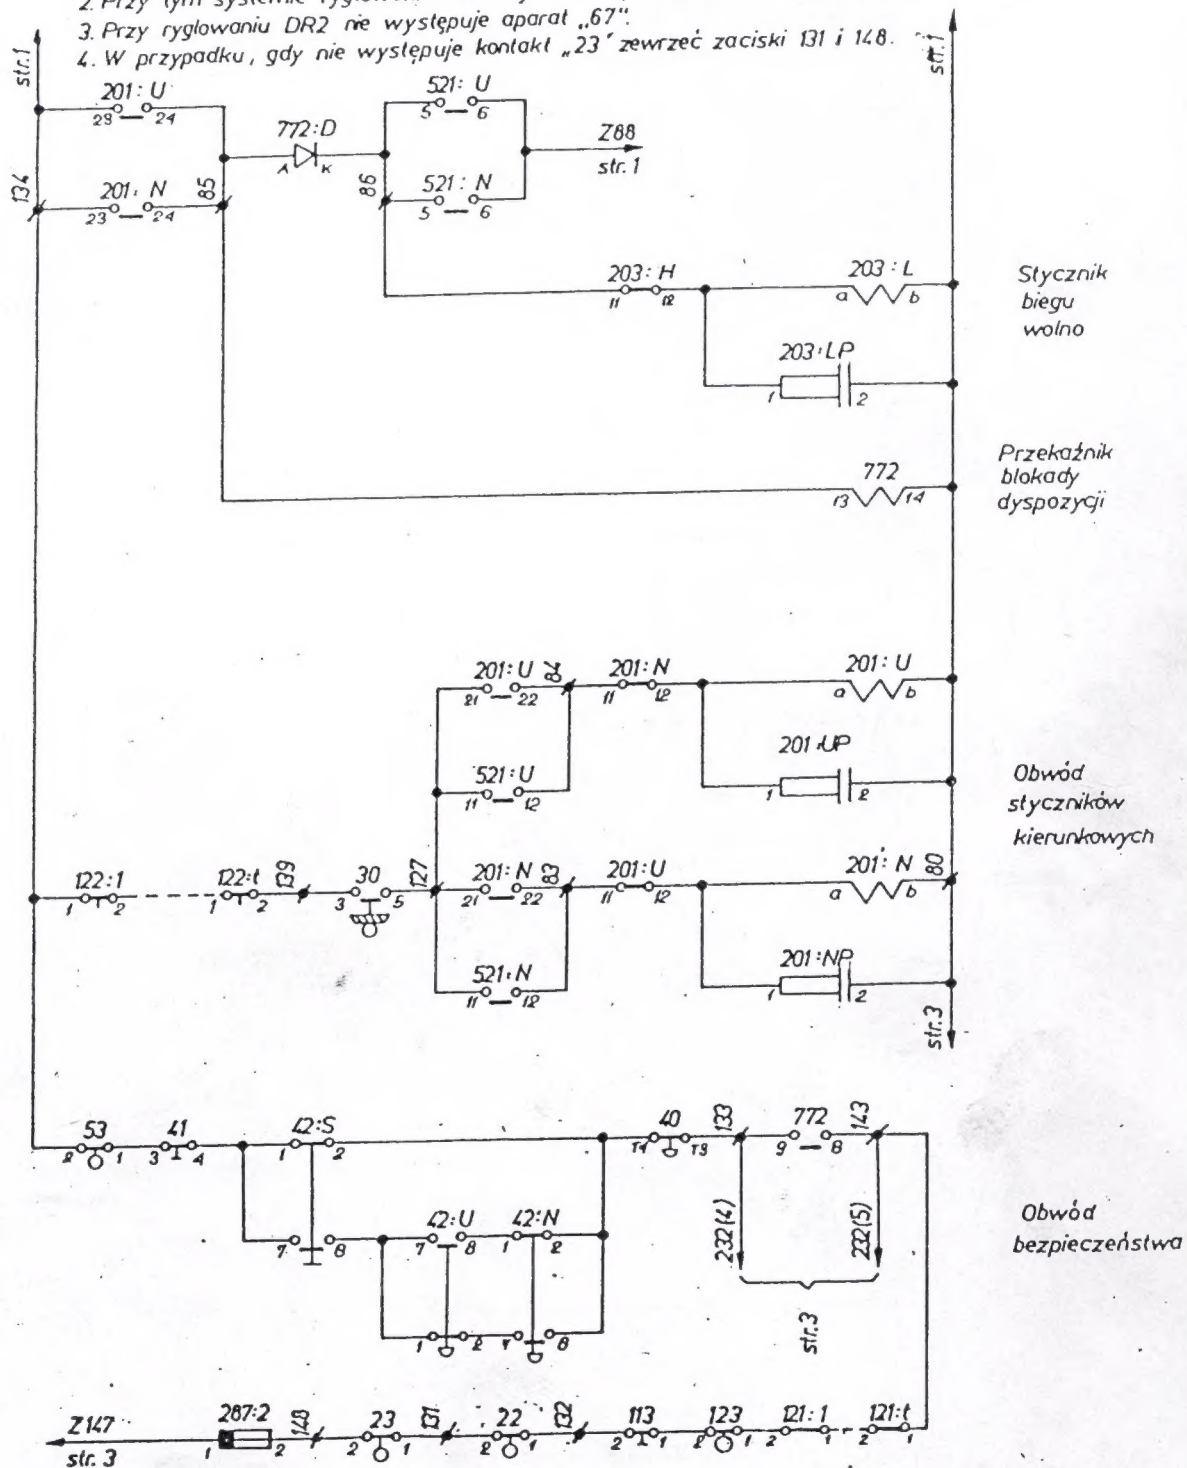 3. Przy ryglowaniu DR2 nie występuje aparat „67".
4. W przypadku, gdy nie występuje kontakt „23" zewrzeć zaciski 131 i 148.
str.1
str.1
201:U
23 24
772:D
A K
521:U
5 6
Z88
str.1
134
201:N
23 24
85
86
521:N
5 6
203:H
11 12
203:L
a b
Stycznik
biegu
wolno
203:LP
1 2
772
13 14
Przekaźnik
blokady
dyspozycji
201:U
21 22
84
201:N
11 12
201:U
a b
201:UP
1 2
521:U
11 12
Obwód
styczników
kierunkowych
122:1
1 2
122:t
1 2
139
30
3 5
127
201:N
21 22
83
201:U
11 12
201:N
a b
80
201:NP
1 2
521:N
11 12
str.3
53
2 1
41
3 4
42:S
1 2
40
T4 T3
133
772
9 8
143
7 8
42:U
7 8
42:N
1 2
232(4)
232(5)
Obwód
bezpieczeństwa
1 2
7 8
str.3
Z147
str. 3
287:2
1 2
148
23
2 1
131
22
2 1
132
113
2 1
123
2 1
121:1
2 1
121:t
2 1